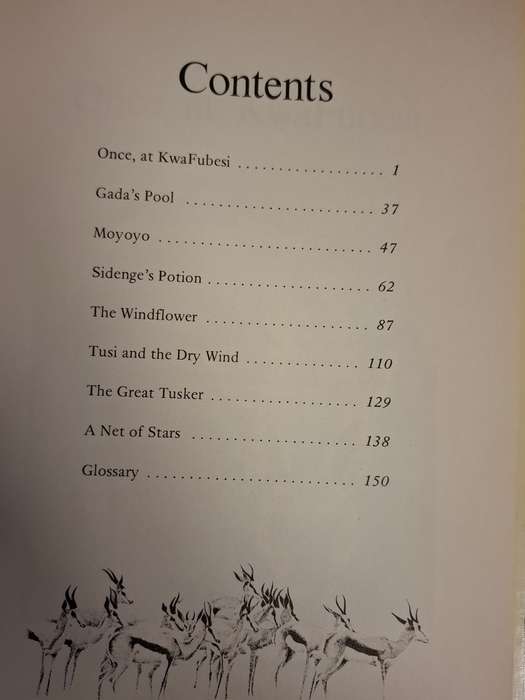 Contents
Once, at KwaFubesi .................. 1
Gada's Pool ........................ 37
Moyoyo ........................... 47
Sidenge's Potion .................... 62
The Windflower .................... 87
Tusi and the Dry Wind .............. 110
The Great Tusker .................. 129
A Net of Stars .................... 138
Glossary ......................... 150